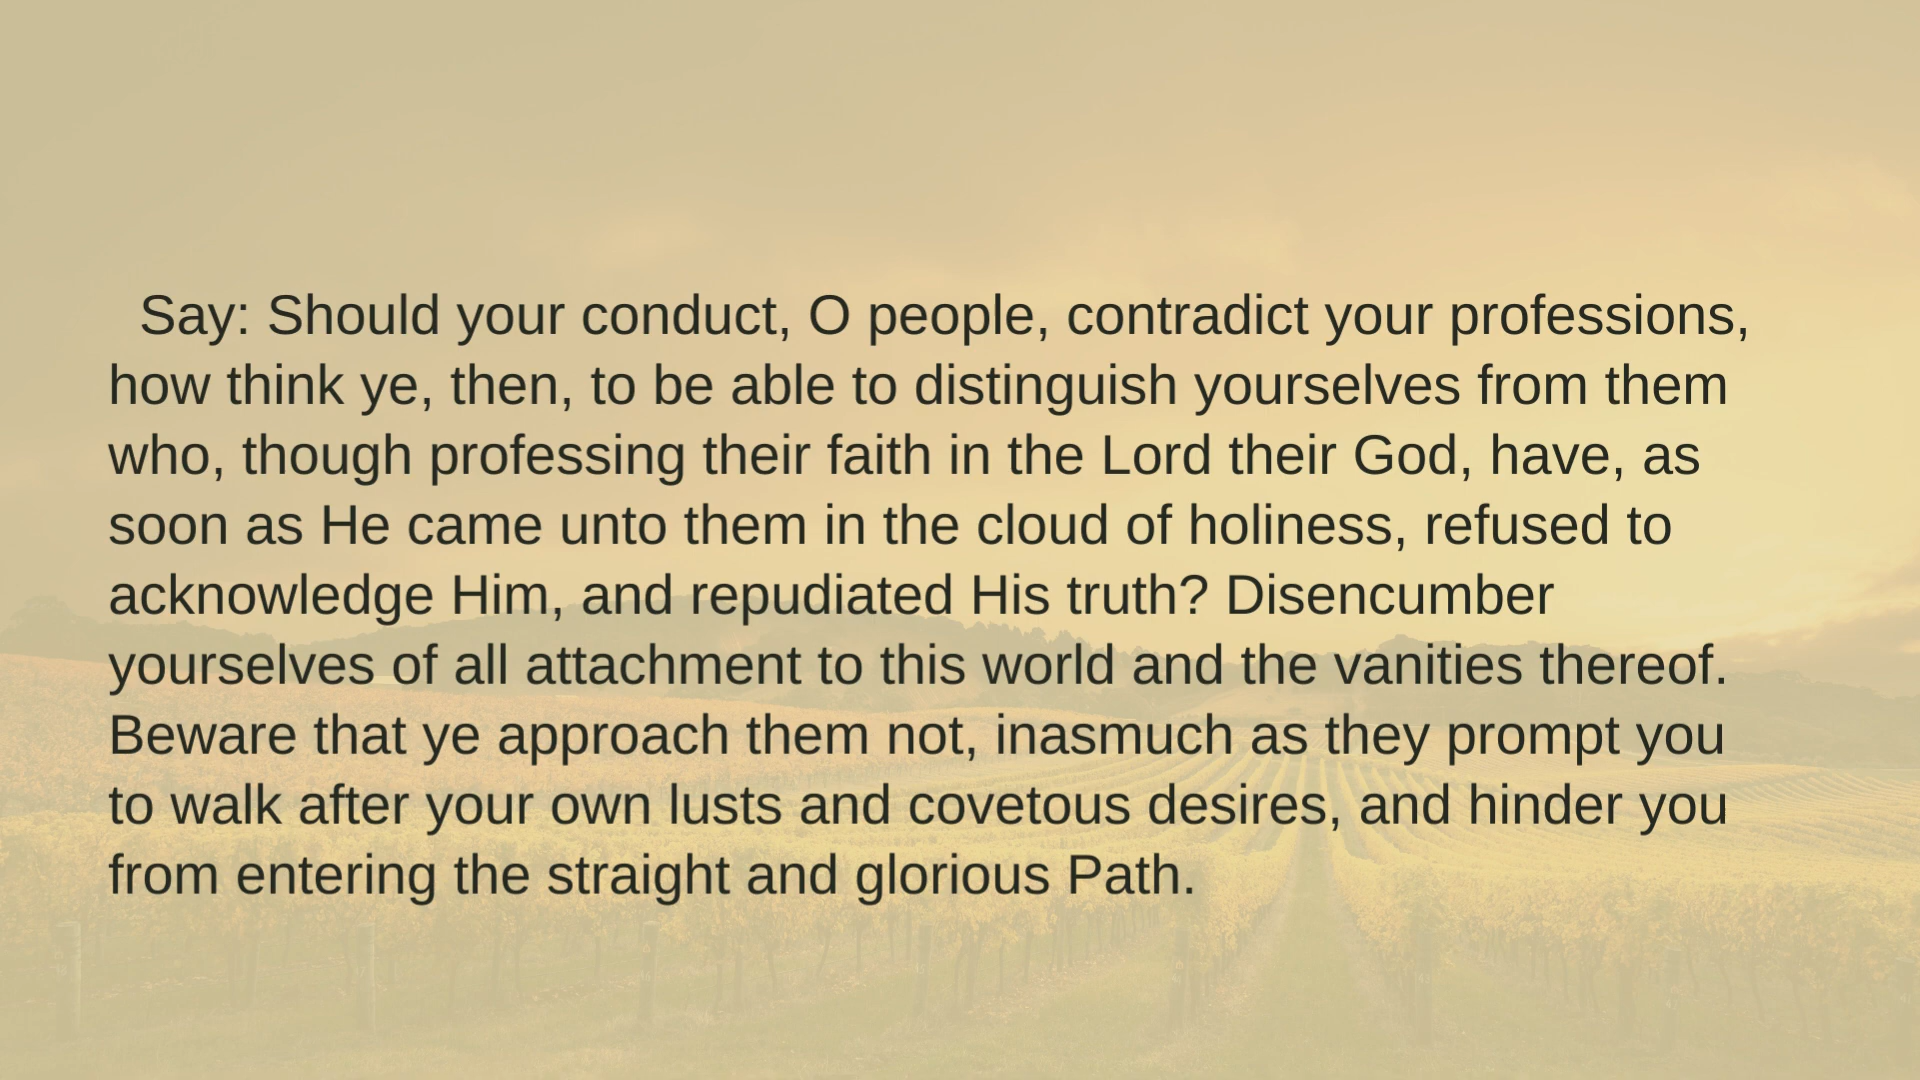 Say: Should your conduct, O people, contradict your professions,
how think ye, then, to be able to distinguish yourselves from them
who, though professing their faith in the Lord their God, have, as
soon as He came unto them in the cloud of holiness, refused to
acknowledge Him, and repudiated His truth? Disencumber
yourselves of all attachment to this world and the vanities thereof.
Beware that ye approach them not, inasmuch as they prompt you
to walk after your own lusts and covetous desires, and hinder you
from entering the straight and glorious Path.